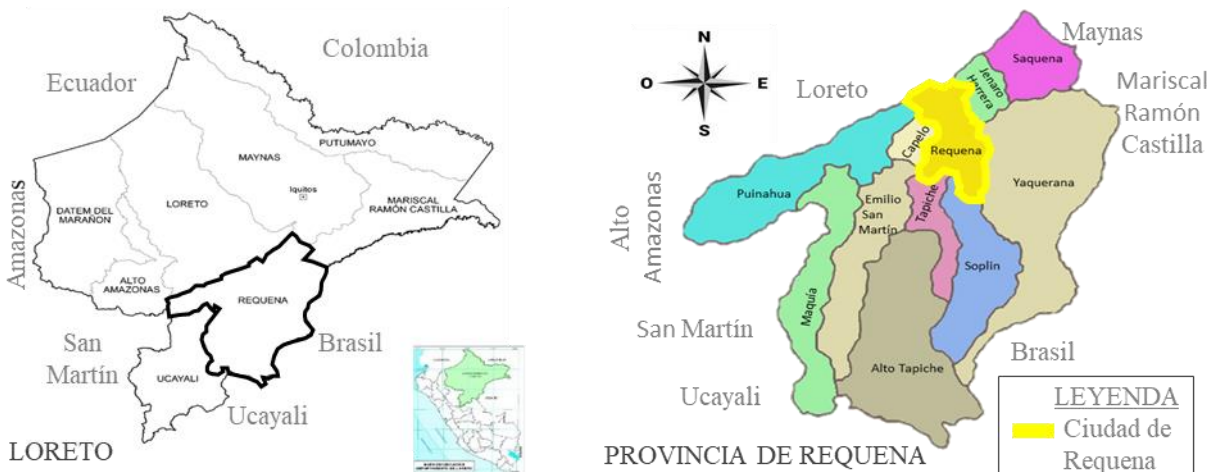 Colombia
Ecuador
PUTUMAYO
MAYNAS
Iquitos
MARISCAL
RAMÓN CASTILLA
LORETO
DATEM DEL
MARAÑON
Amazonas
ALTO
AMAZONAS
REQUENA
San
Martín
Brasil
UCAYALI
Ucayali
LORETO
N
O
E
S
Maynas
Saquena
Jenaro
Herrera
Loreto
Mariscal
Ramón
Castilla
Capelo
Requena
Yaquerana
Puinahua
Emilio
San
Martín
Tapiche
Alto
Amazonas
Soplin
Maquía
San Martín
Alto Tapiche
Brasil
Ucayali
PROVINCIA DE REQUENA
LEYENDA
Ciudad de
Requena